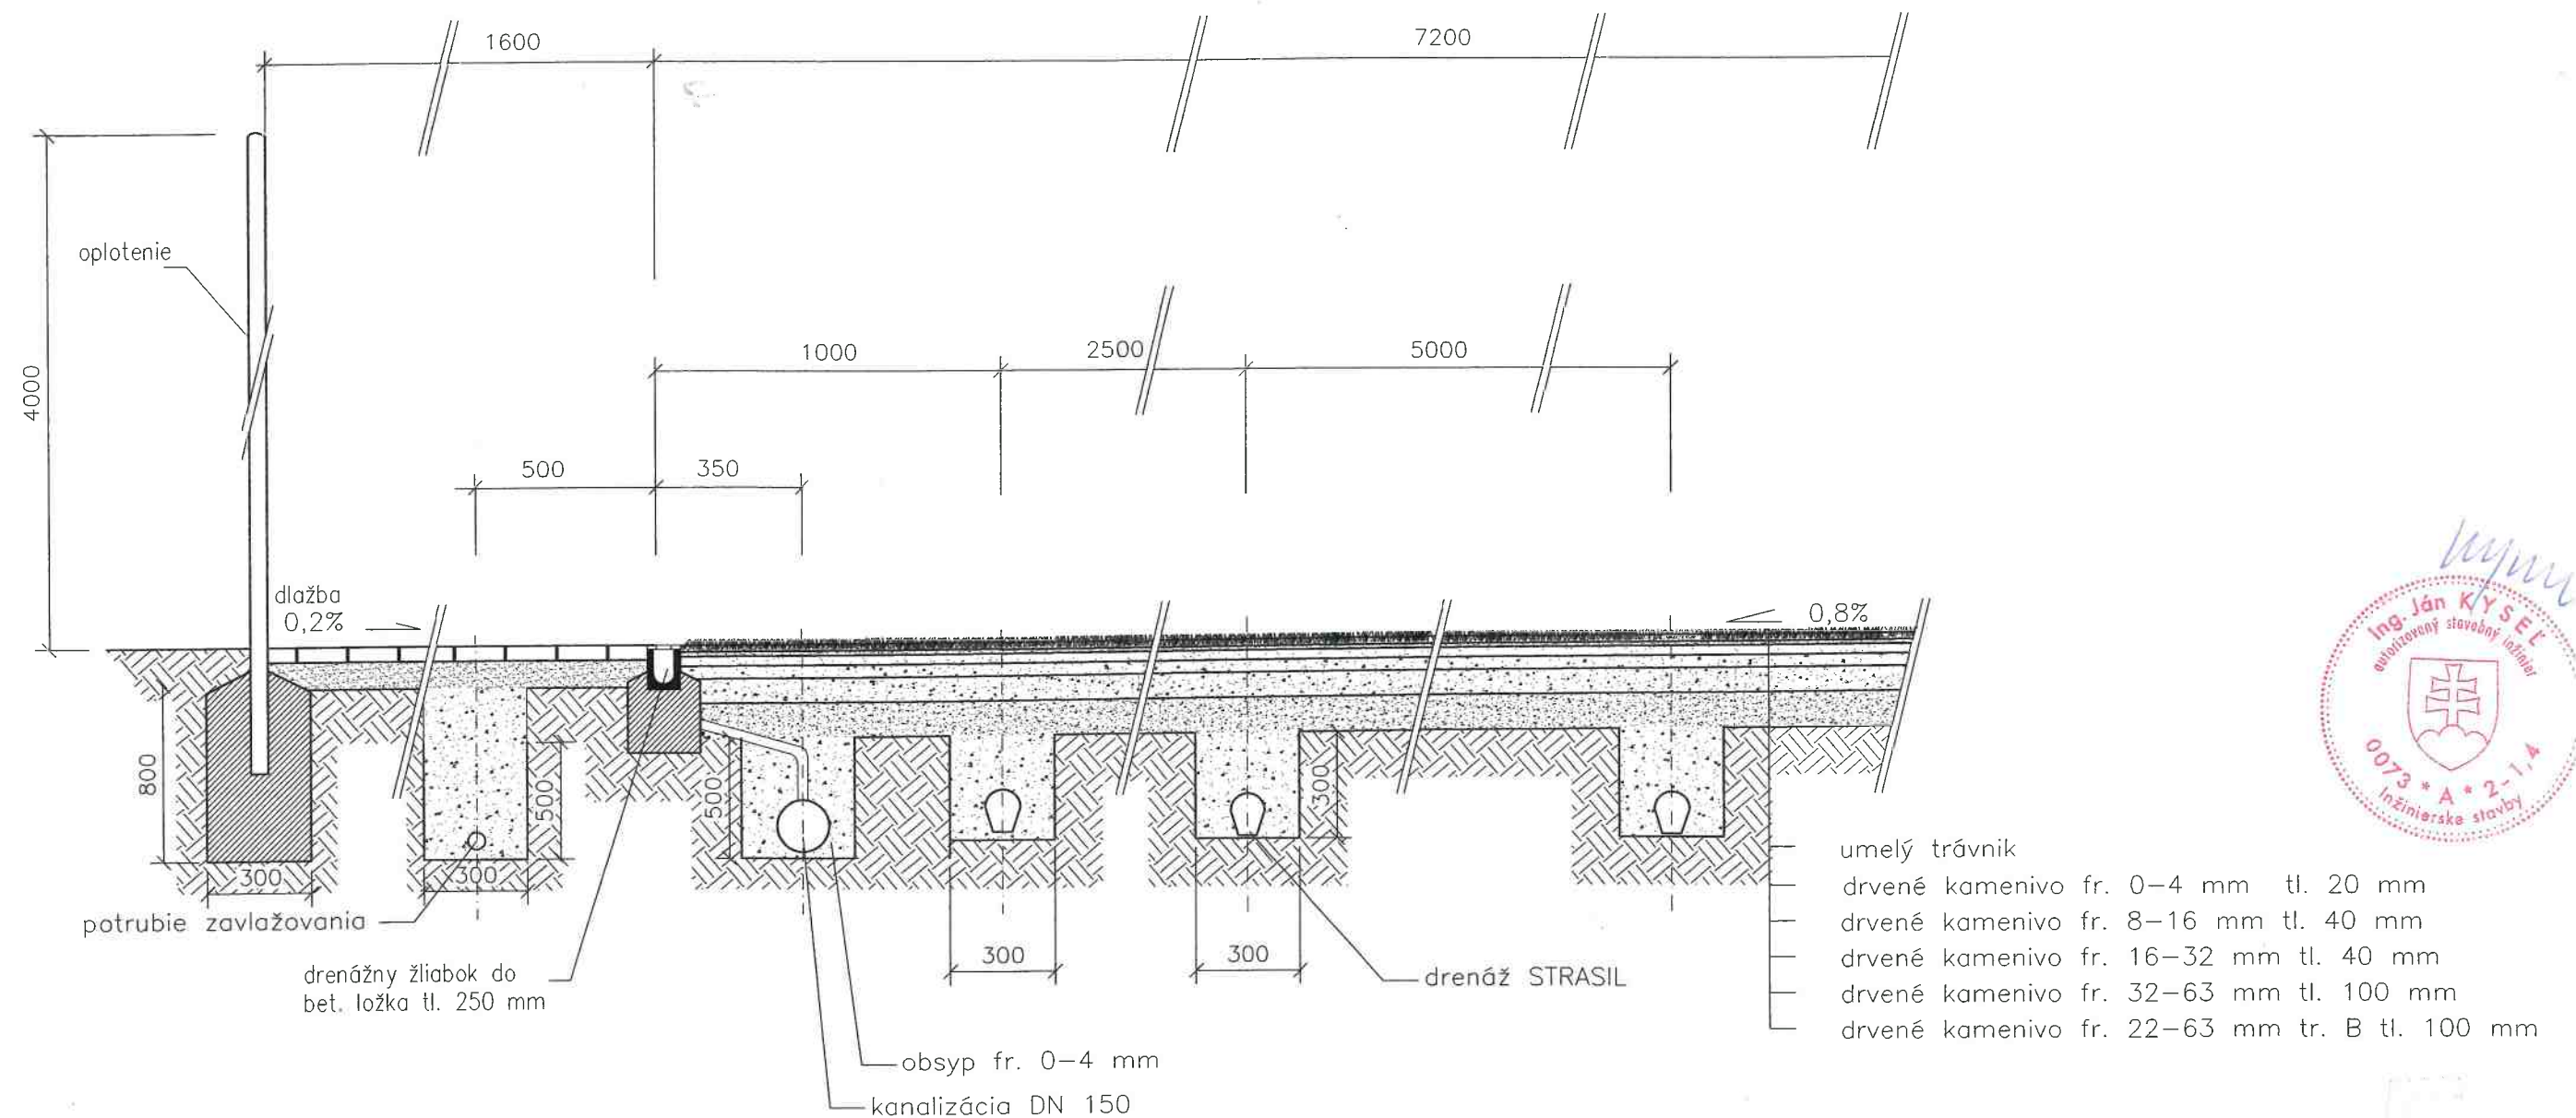 1600
7200
oplotenie
4000
1000
2500
5000
500
350
dlažba
0,2%
0,8%
800
500
500
300
300
300
potrubie zavlažovania
300
300
drenážny žliabok do
bet. ložka tl. 250 mm
drenáž STRASIL
obsyp fr. 0-4 mm
kanalizácia DN 150
umelý trávnik
drvené kamenivo fr. 0-4 mm tl. 20 mm
drvené kamenivo fr. 8-16 mm tl. 40 mm
drvené kamenivo fr. 16-32 mm tl. 40 mm
drvené kamenivo fr. 32-63 mm tl. 100 mm
drvené kamenivo fr. 22-63 mm tr. B tl. 100 mm
Ing. Ján KYSEĽ
autorizovaný stavebný inžinier
0073 * A * 2-1,4
Inžinierske stavby